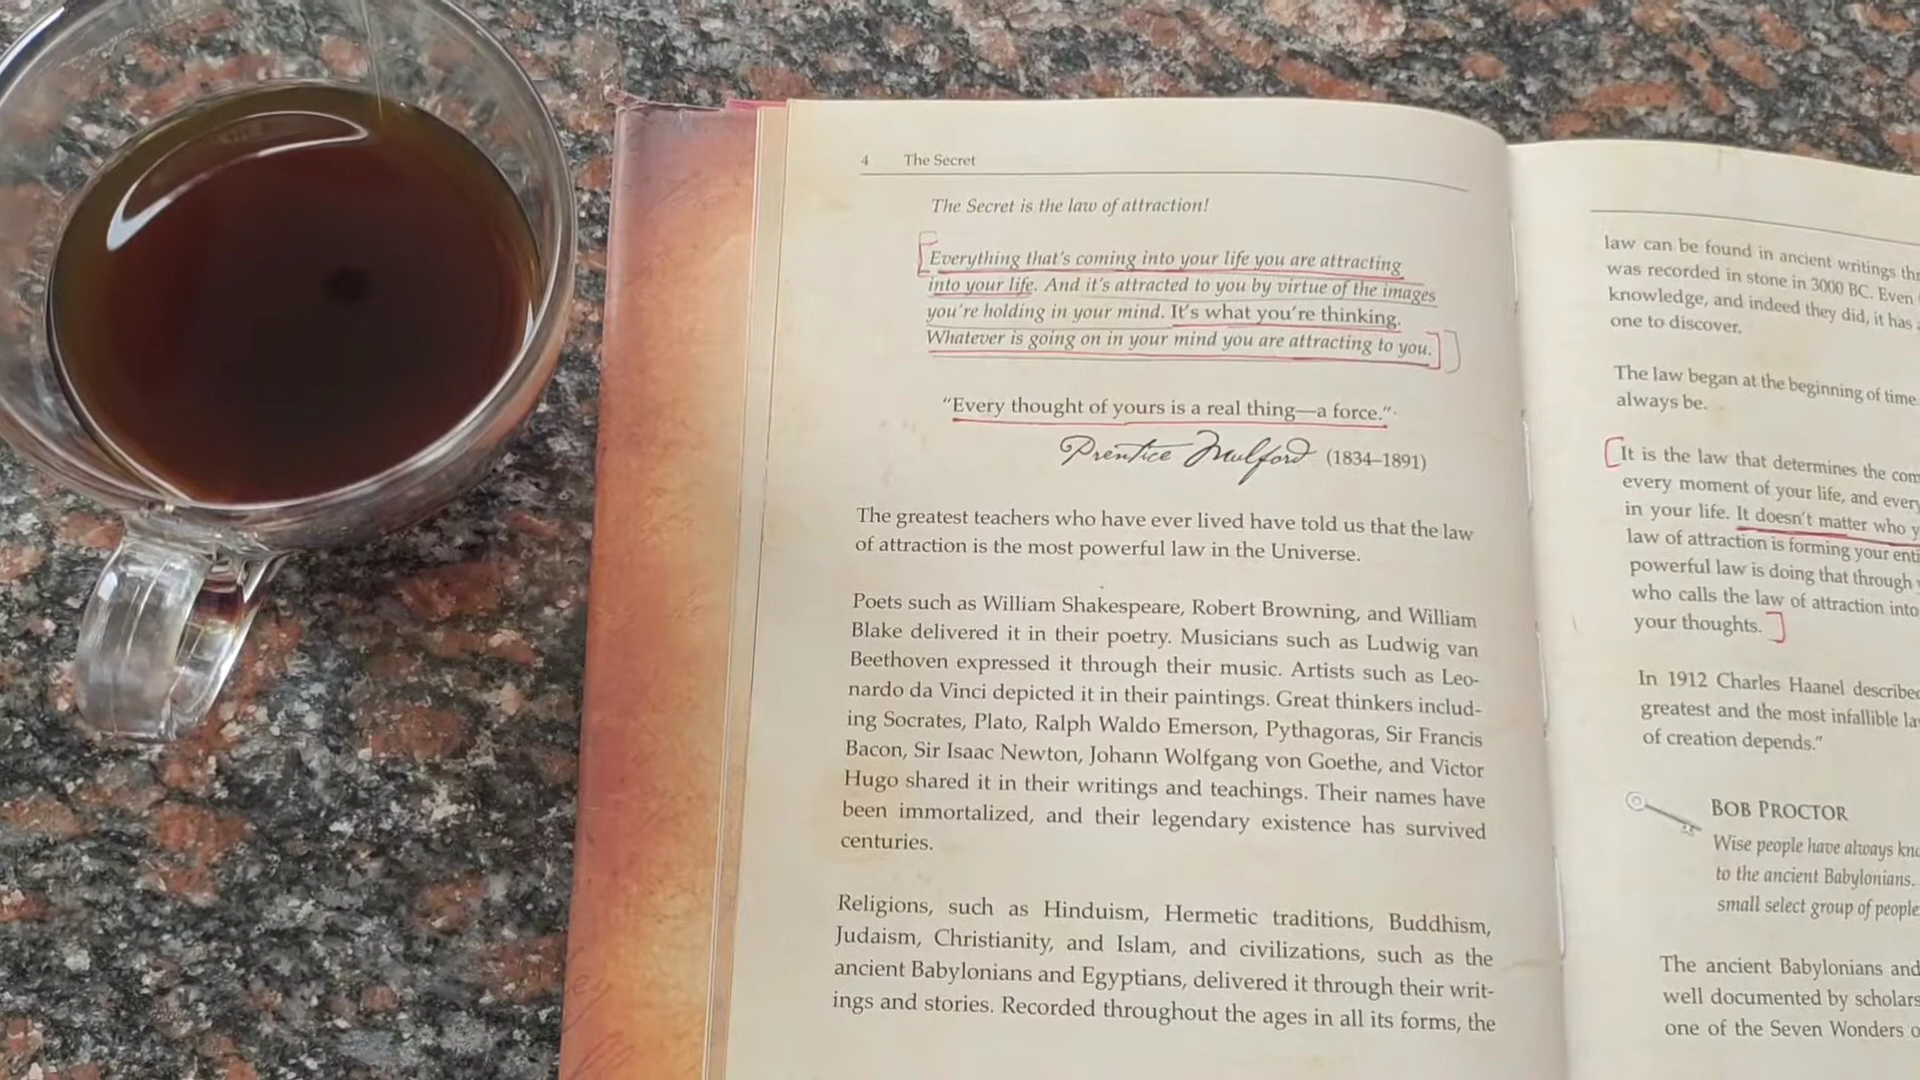 4 The Secret
The Secret is the law of attraction!
Everything that's coming into your life you are attracting
into your life. And it's attracted to you by virtue of the images
you're holding in your mind. It's what you're thinking.
Whatever is going on in your mind you are attracting to you.
“Every thought of yours is a real thing—a force.”
Prentice Mulford (1834–1891)
The greatest teachers who have ever lived have told us that the law
of attraction is the most powerful law in the Universe.
Poets such as William Shakespeare, Robert Browning, and William
Blake delivered it in their poetry. Musicians such as Ludwig van
Beethoven expressed it through their music. Artists such as Leo-
nardo da Vinci depicted it in their paintings. Great thinkers includ-
ing Socrates, Plato, Ralph Waldo Emerson, Pythagoras, Sir Francis
Bacon, Sir Isaac Newton, Johann Wolfgang von Goethe, and Victor
Hugo shared it in their writings and teachings. Their names have
been immortalized, and their legendary existence has survived
centuries.
Religions, such as Hinduism, Hermetic traditions, Buddhism,
Judaism, Christianity, and Islam, and civilizations, such as the
ancient Babylonians and Egyptians, delivered it through their writ-
ings and stories. Recorded throughout the ages in all its forms, the
law can be found in ancient writings
was recorded in stone in 3000 BC. Even
knowledge, and indeed they did, it has
one to discover.
The law began at the beginning of time.
always be.
It is the law that determines the
every moment of your life, and
in your life. It doesn't matter who
law of attraction is forming your
powerful law is doing that through
who calls the law of attraction into
your thoughts.
In 1912 Charles Haanel described
greatest and the most infallible
of creation depends.”
BOB PROCTOR
Wise people have always
to the ancient Babylonians.
small select group of people
The ancient Babylonians and
well documented by scholars
one of the Seven Wonders